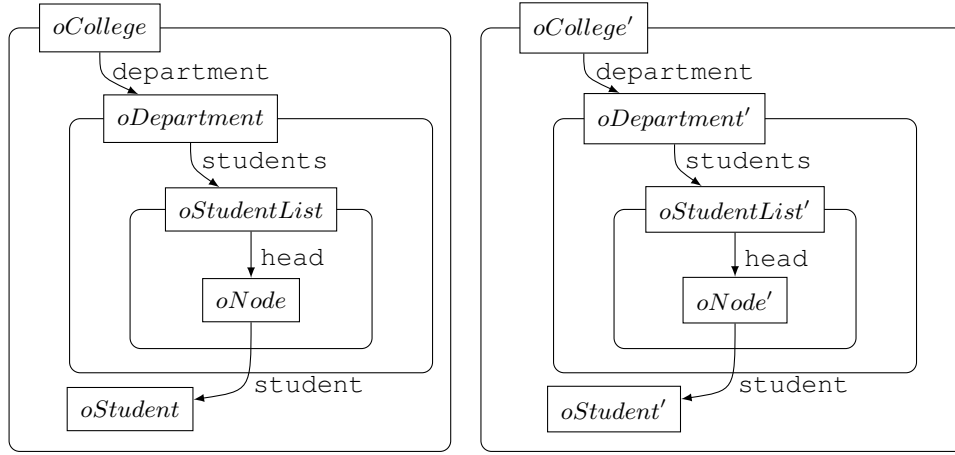 oCollege
department
oDepartment
students
oStudentList
head
oNode
student
oStudent
oCollege′
department
oDepartment′
students
oStudentList′
head
oNode′
student
oStudent′